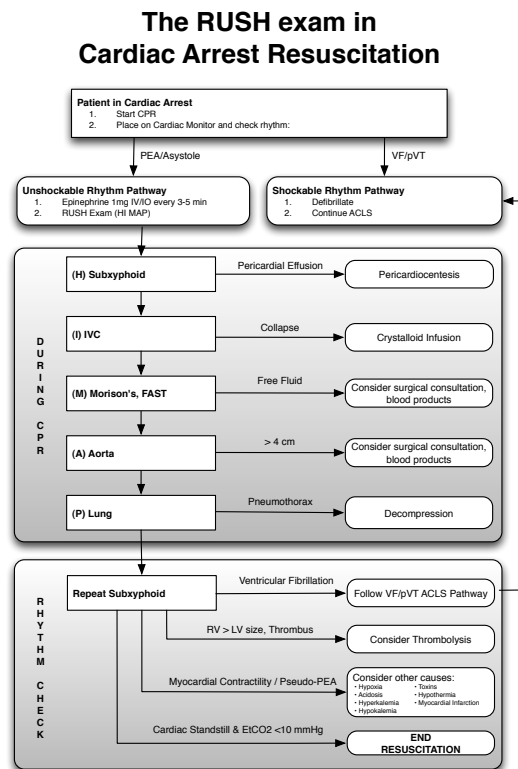 The RUSH exam in
Cardiac Arrest Resuscitation
Patient in Cardiac Arrest
1. Start CPR
2. Place on Cardiac Monitor and check rhythm:
PEA/Asystole
VF/pVT
Unshockable Rhythm Pathway
1. Epinephrine 1mg IV/IO every 3-5 min
2. RUSH Exam (HI MAP)
Shockable Rhythm Pathway
1. Defibrillate
2. Continue ACLS
DURING CPR
(H) Subxyphoid
Pericardial Effusion
Pericardiocentesis
(I) IVC
Collapse
Crystalloid Infusion
(M) Morison's, FAST
Free Fluid
Consider surgical consultation,
blood products
(A) Aorta
> 4 cm
Consider surgical consultation,
blood products
(P) Lung
Pneumothorax
Decompression
RHYTHM CHECK
Repeat Subxyphoid
Ventricular Fibrillation
Follow VF/pVT ACLS Pathway
RV > LV size, Thrombus
Consider Thrombolysis
Myocardial Contractility / Pseudo-PEA
Consider other causes:
• Hypoxia
• Acidosis
• Hyperkalemia
• Hypokalemia
• Toxins
• Hypothermia
• Myocardial Infarction
Cardiac Standstill & EtCO2 <10 mmHg
END
RESUSCITATION